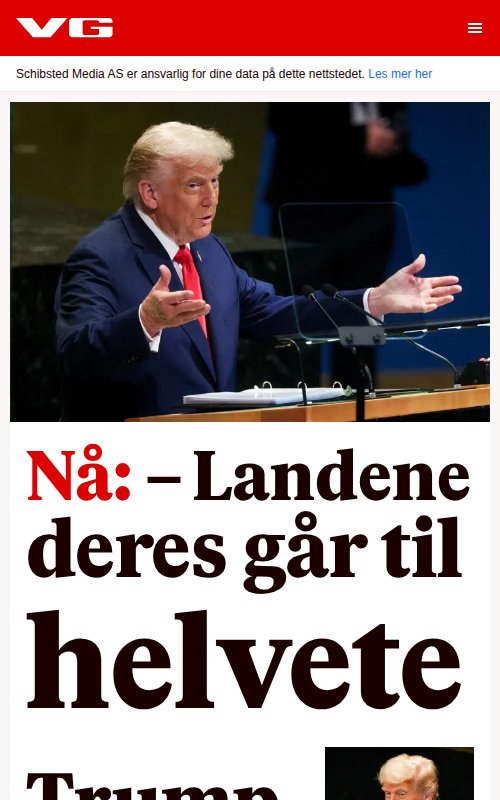 VG
Schibsted Media AS er ansvarlig for dine data på dette nettstedet. Les mer her
Nå: – Landene
deres går til
helvete
Trump